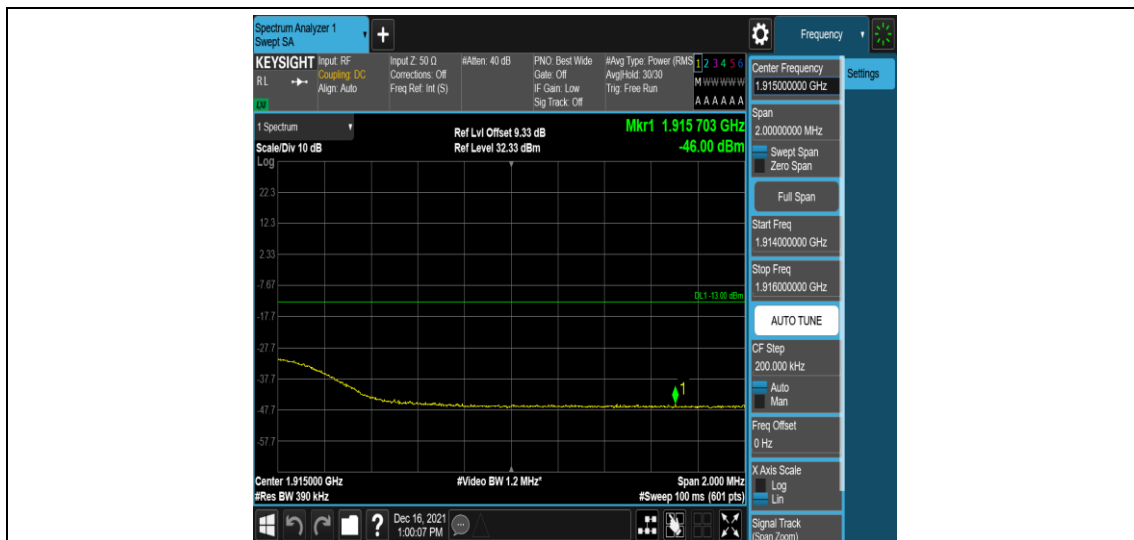 Spectrum Analyzer 1
Swept SA
+
Frequency
KEYSIGHT
RL
LXI
Input: RF
Coupling: DC
Align: Auto
Input Z: 50 Ω
Corrections: Off
Freq Ref: Int (S)
#Atten: 40 dB
PNO: Best Wide
Gate: Off
IF Gain: Low
Sig Track: Off
#Avg Type: Power (RMS
Avg|Hold: 30/30
Trig: Free Run
1 2 3 4 5 6
M W W W W W
A A A A A A
Center Frequency
1.915000000 GHz
Settings
1 Spectrum
Ref Lvl Offset 9.33 dB
Mkr1 1.915 703 GHz
Scale/Div 10 dB
Ref Level 32.33 dBm
-46.00 dBm
Span
2.00000000 MHz
Swept Span
Zero Span
Full Span
Start Freq
1.914000000 GHz
Stop Freq
1.916000000 GHz
AUTO TUNE
CF Step
200.000 kHz
Auto
Man
Freq Offset
0 Hz
X Axis Scale
Log
Lin
Signal Track
(Span Zoom)
Log
22.3
12.3
2.33
-7.67
DL1 -13.00 dBm
-17.7
-27.7
-37.7
1
-47.7
-57.7
Center 1.915000 GHz
#Video BW 1.2 MHz*
Span 2.000 MHz
#Res BW 390 kHz
#Sweep 100 ms (601 pts)
?
Dec 16, 2021
1:00:07 PM